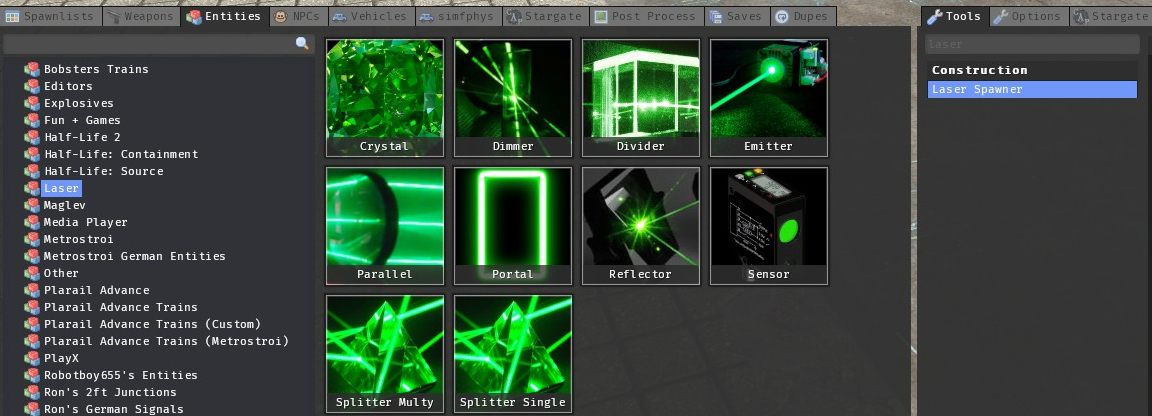 Spawnlists Weapons Entities NPCs Vehicles simfphys Stargate Post Process Saves Dupes
Bobsters Trains
Editors
Explosives
Fun + Games
Half-Life 2
Half-Life: Containment
Half-Life: Source
Laser
Maglev
Media Player
Metrostroi
Metrostroi German Entities
Other
Plarail Advance
Plarail Advance Trains
Plarail Advance Trains (Custom)
Plarail Advance Trains (Metrostroi)
PlayX
Robotboy655's Entities
Ron's 2ft Junctions
Ron's German Signals
Crystal Dimmer Divider Emitter
Parallel Portal Reflector Sensor
Splitter Multy Splitter Single
Tools Options Stargate
laser
Construction
Laser Spawner